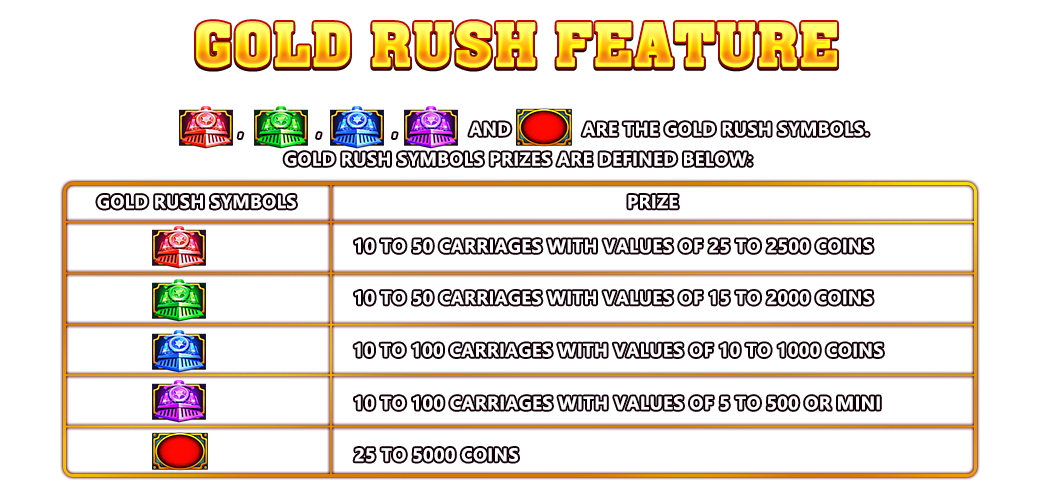 GOLD RUSH FEATURE
, , , AND ARE THE GOLD RUSH SYMBOLS.
GOLD RUSH SYMBOLS PRIZES ARE DEFINED BELOW:
GOLD RUSH SYMBOLS PRIZE
10 TO 50 CARRIAGES WITH VALUES OF 25 TO 2500 COINS
10 TO 50 CARRIAGES WITH VALUES OF 15 TO 2000 COINS
10 TO 100 CARRIAGES WITH VALUES OF 10 TO 1000 COINS
10 TO 100 CARRIAGES WITH VALUES OF 5 TO 500 OR MINI
25 TO 5000 COINS